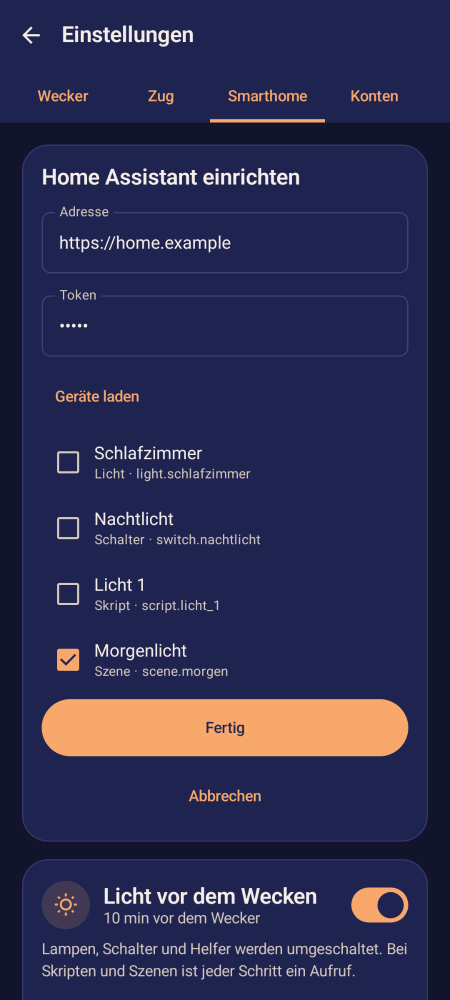 Einstellungen
Wecker Zug Smarthome Konten
Home Assistant einrichten
Adresse
https://home.example
Token
•••••
Geräte laden
Schlafzimmer
Licht · light.schlafzimmer
Nachtlicht
Schalter · switch.nachtlicht
Licht 1
Skript · script.licht_1
Morgenlicht
Szene · scene.morgen
Fertig
Abbrechen
Licht vor dem Wecken
10 min vor dem Wecker
Lampen, Schalter und Helfer werden umgeschaltet. Bei
Skripten und Szenen ist jeder Schritt ein Aufruf.